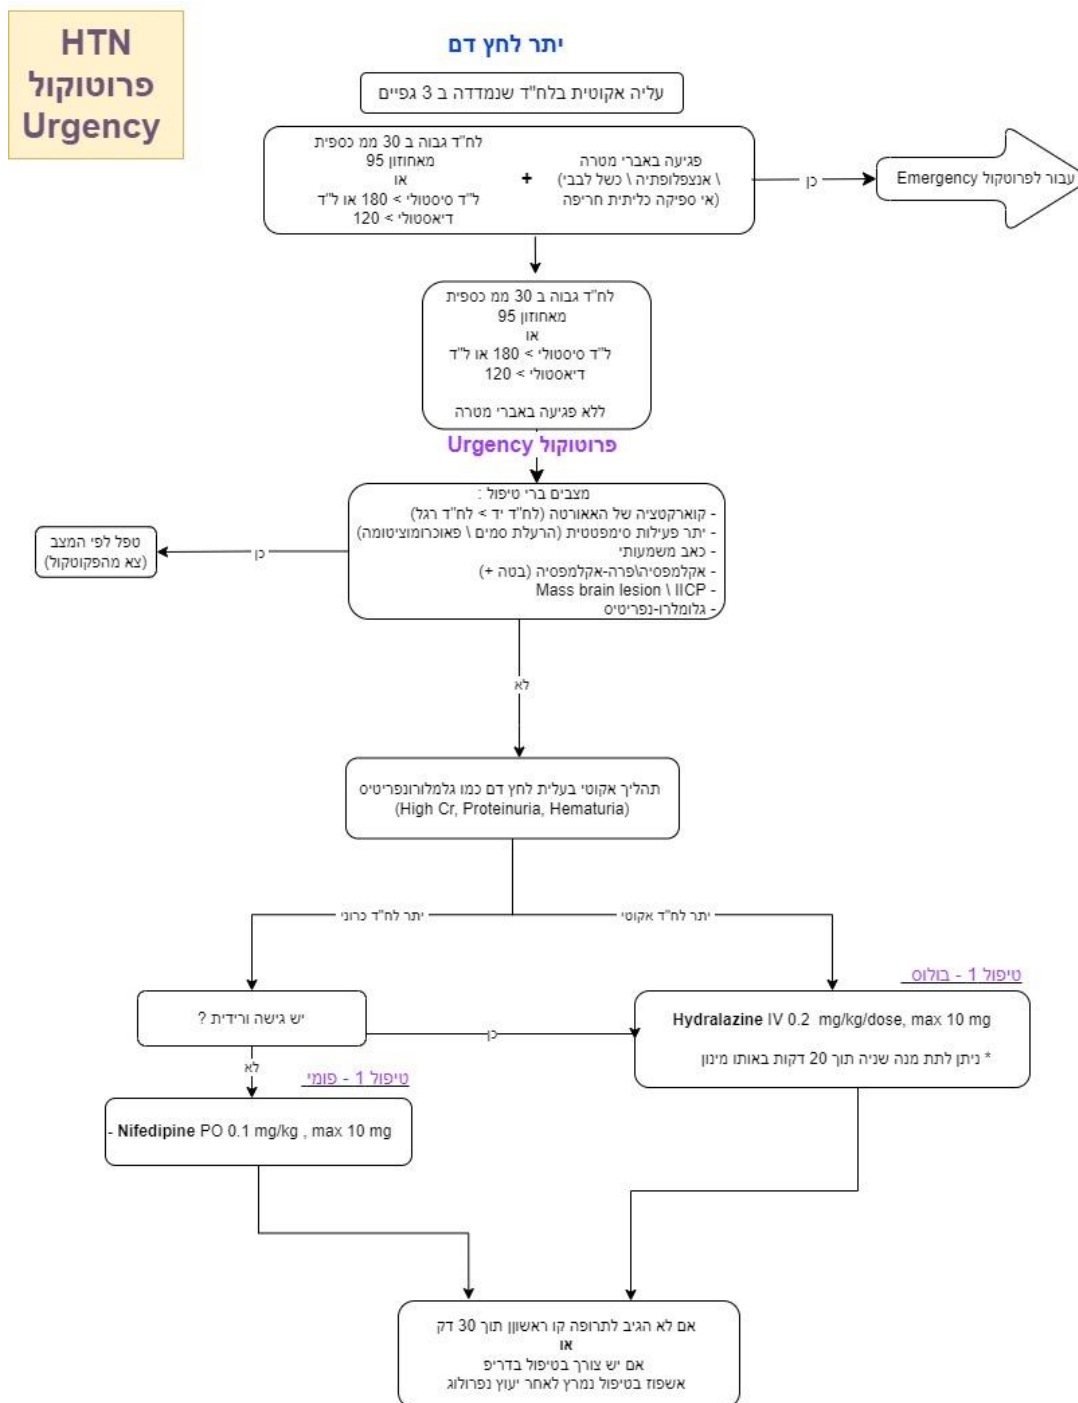 HTN
פרוטוקול
Urgency
יתר לחץ דם
עליה אקוטית בלח"ד שנמדדה ב 3 גפיים
לח"ד גבוה ב 30 ממ כספית
מאחוזון 95
או
ל"ד סיסטולי > 180 או ל"ד
דיאסטולי > 120
+
פגיעה באברי מטרה
\ אנצפלופתיה \ כשל לבבי)
(אי ספיקה כליתית חריפה
כן
עבור לפרוטוקול Emergency
לח"ד גבוה ב 30 ממ כספית
מאחוזון 95
או
ל"ד סיסטולי > 180 או ל"ד
דיאסטולי > 120
ללא פגיעה באברי מטרה
פרוטוקול Urgency
מצבים ברי טיפול :
- קוארקטציה של האאורטה (לח"ד יד > לח"ד רגל)
- יתר פעילות סימפטטית (הרעלת סמים \ פאוכרומוציטומה)
- כאב משמעותי
- אקלמפסיה\פרה-אקלמפסיה (בטה +)
- Mass brain lesion \ IICP
- גלומלרו-נפריטיס
כן
טפל לפי המצב
(צא מהפקוטקול)
לא
תהליך אקוטי בעלית לחץ דם כמו גלמלורונפריטיס
(High Cr, Proteinuria, Hematuria)
יתר לח"ד אקוטי
יתר לח"ד כרוני
טיפול 1 - בולוס
יש גישה ורידית ?
כן
Hydralazine IV 0.2 mg/kg/dose, max 10 mg
* ניתן לתת מנה שניה תוך 20 דקות באותו מינון
לא
טיפול 1 - פומי
- Nifedipine PO 0.1 mg/kg , max 10 mg
אם לא הגיב לתרופה קו ראשוןן תוך 30 דק
או
אם יש צורך בטיפול בדריפ
אשפוז בטיפול נמרץ לאחר יעוץ נפרולוג